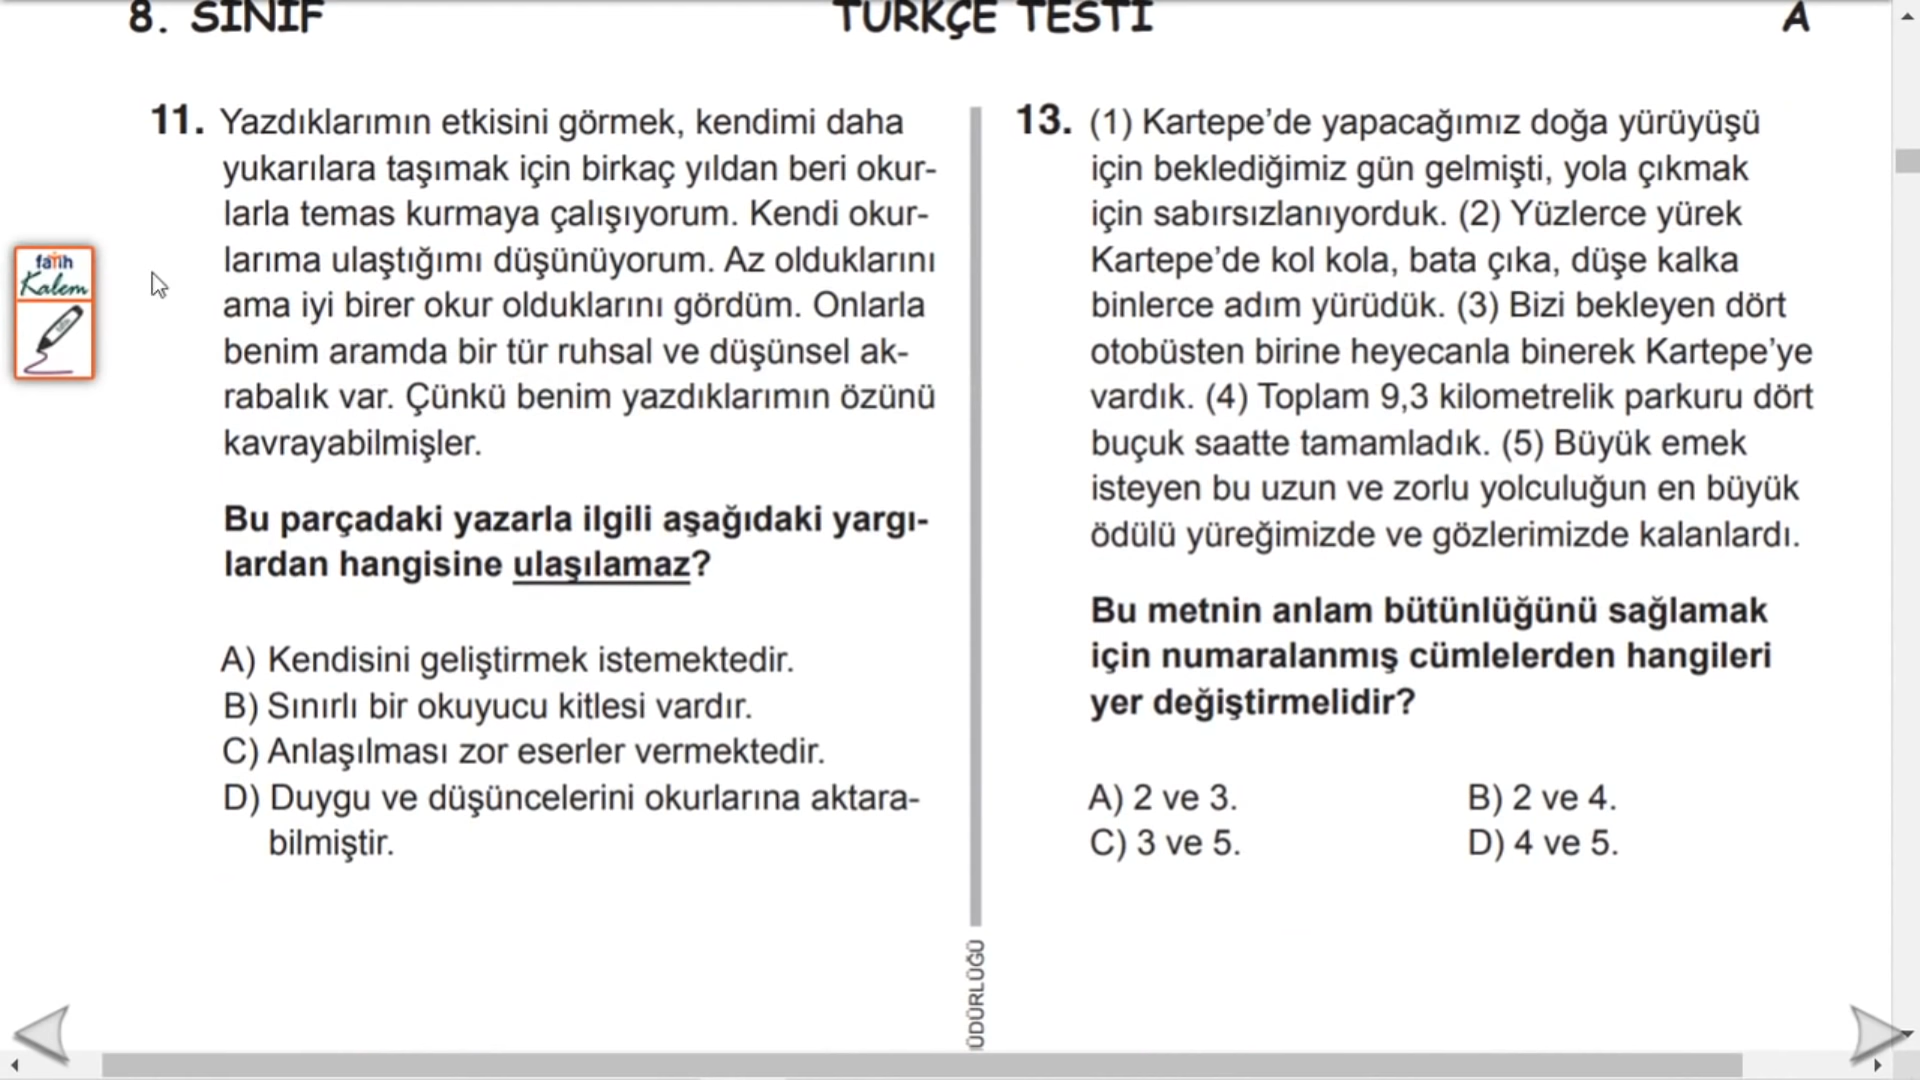 8. SINIF
TÜRKÇE TESTİ
A
11. Yazdıklarımın etkisini görmek, kendimi daha
yukarılara taşımak için birkaç yıldan beri okur-
larla temas kurmaya çalışıyorum. Kendi okur-
larıma ulaştığımı düşünüyorum. Az olduklarını
ama iyi birer okur olduklarını gördüm. Onlarla
benim aramda bir tür ruhsal ve düşünsel ak-
rabalık var. Çünkü benim yazdıklarımın özünü
kavrayabilmişler.
Bu parçadaki yazarla ilgili aşağıdaki yargı-
lardan hangisine ulaşılamaz?
A) Kendisini geliştirmek istemektedir.
B) Sınırlı bir okuyucu kitlesi vardır.
C) Anlaşılması zor eserler vermektedir.
D) Duygu ve düşüncelerini okurlarına aktara-
bilmiştir.
13. (1) Kartepe’de yapacağımız doğa yürüyüşü
için beklediğimiz gün gelmişti, yola çıkmak
için sabırsızlanıyorduk. (2) Yüzlerce yürek
Kartepe’de kol kola, bata çıka, düşe kalka
binlerce adım yürüdük. (3) Bizi bekleyen dört
otobüsten birine heyecanla binerek Kartepe’ye
vardık. (4) Toplam 9,3 kilometrelik parkuru dört
buçuk saatte tamamladık. (5) Büyük emek
isteyen bu uzun ve zorlu yolculuğun en büyük
ödülü yüreğimizde ve gözlerimizde kalanlardı.
Bu metnin anlam bütünlüğünü sağlamak
için numaralanmış cümlelerden hangileri
yer değiştirmelidir?
A) 2 ve 3.
B) 2 ve 4.
C) 3 ve 5.
D) 4 ve 5.
fatih
Kalem
ÜDÜRLÜĞÜ